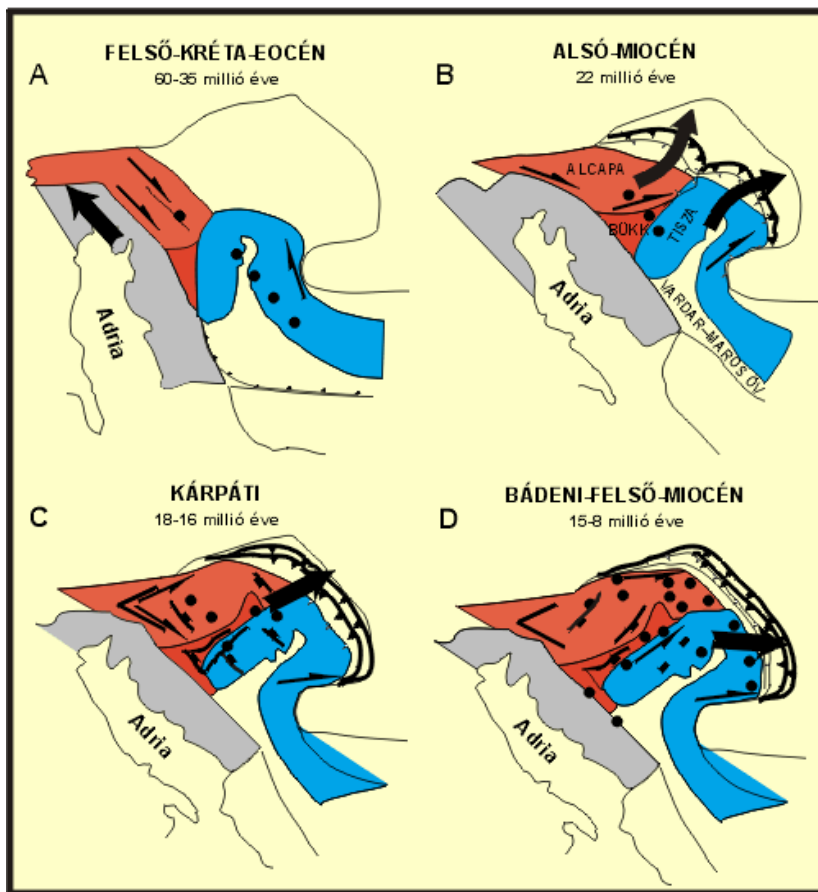 A
FELSŐ-KRÉTA-EOCÉN
60-35 millió éve
Adria
B
ALSÓ-MIOCÉN
22 millió éve
ALCAPA
BÜKK
TISZA
VARDAR-MAROS ÖV
Adria
C
KÁRPÁTI
18-16 millió éve
Adria
D
BÁDENI-FELSŐ-MIOCÉN
15-8 millió éve
Adria